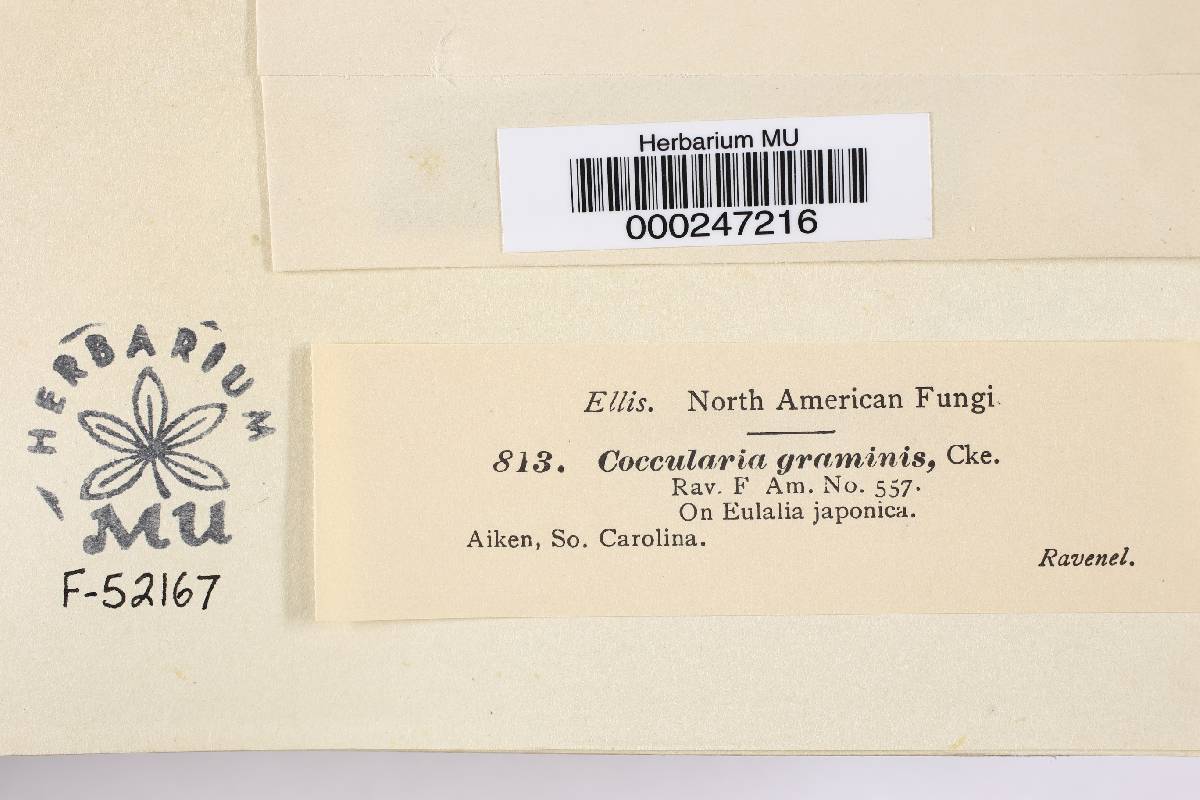 Herbarium MU
000247216
HERBARIUM
MU
F-52167
Ellis. North American Fungi
813. Coccularia graminis, Cke.
Rav. F Am. No. 557.
On Eulalia japonica.
Aiken, So. Carolina.
Ravenel.